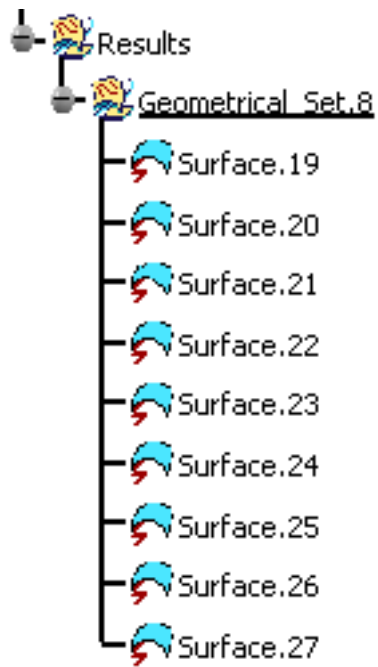 Results
Geometrical_Set.8
Surface.19
Surface.20
Surface.21
Surface.22
Surface.23
Surface.24
Surface.25
Surface.26
Surface.27